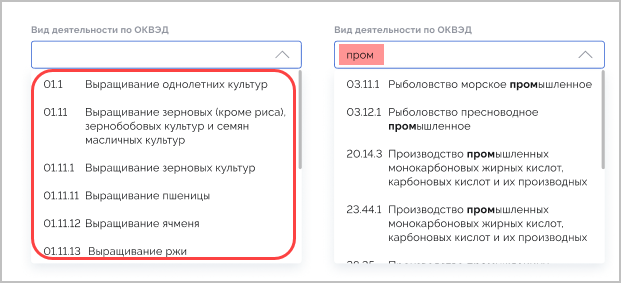 Вид деятельности по ОКВЭД
01.1 Выращивание однолетних культур
01.11 Выращивание зерновых (кроме риса),
зернобобовых культур и семян
масличных культур
01.11.1 Выращивание зерновых культур
01.11.11 Выращивание пшеницы
01.11.12 Выращивание ячменя
01.11.13 Выращивание ржи
Вид деятельности по ОКВЭД
пром
03.11.1 Рыболовство морское промышленное
03.12.1 Рыболовство пресноводное
промышленное
20.14.3 Производство промышленных
монокарбоновых жирных кислот,
карбоновых кислот и их производных
23.44.1 Производство промышленных
монокарбоновых жирных кислот,
карбоновых кислот и их производных